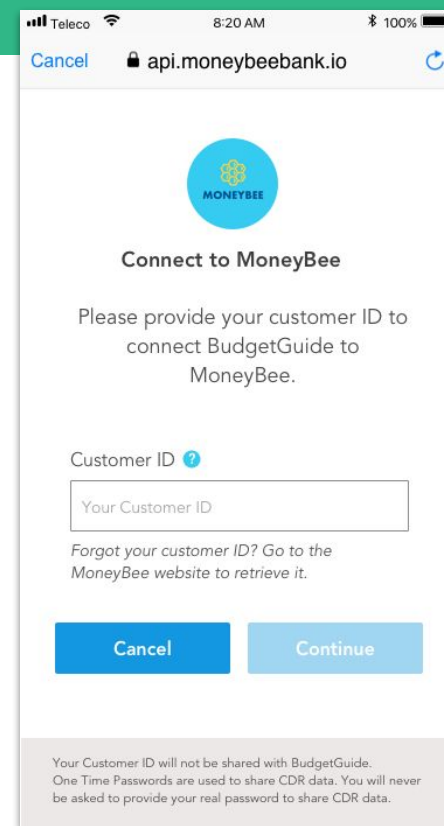 Teleco 8:20 AM 100%
Cancel api.moneybeebank.io
MONEYBEE
Connect to MoneyBee
Please provide your customer ID to
connect BudgetGuide to
MoneyBee.
Customer ID ?
Your Customer ID
Forgot your customer ID? Go to the
MoneyBee website to retrieve it.
Cancel Continue
Your Customer ID will not be shared with BudgetGuide.
One Time Passwords are used to share CDR data. You will never
be asked to provide your real password to share CDR data.